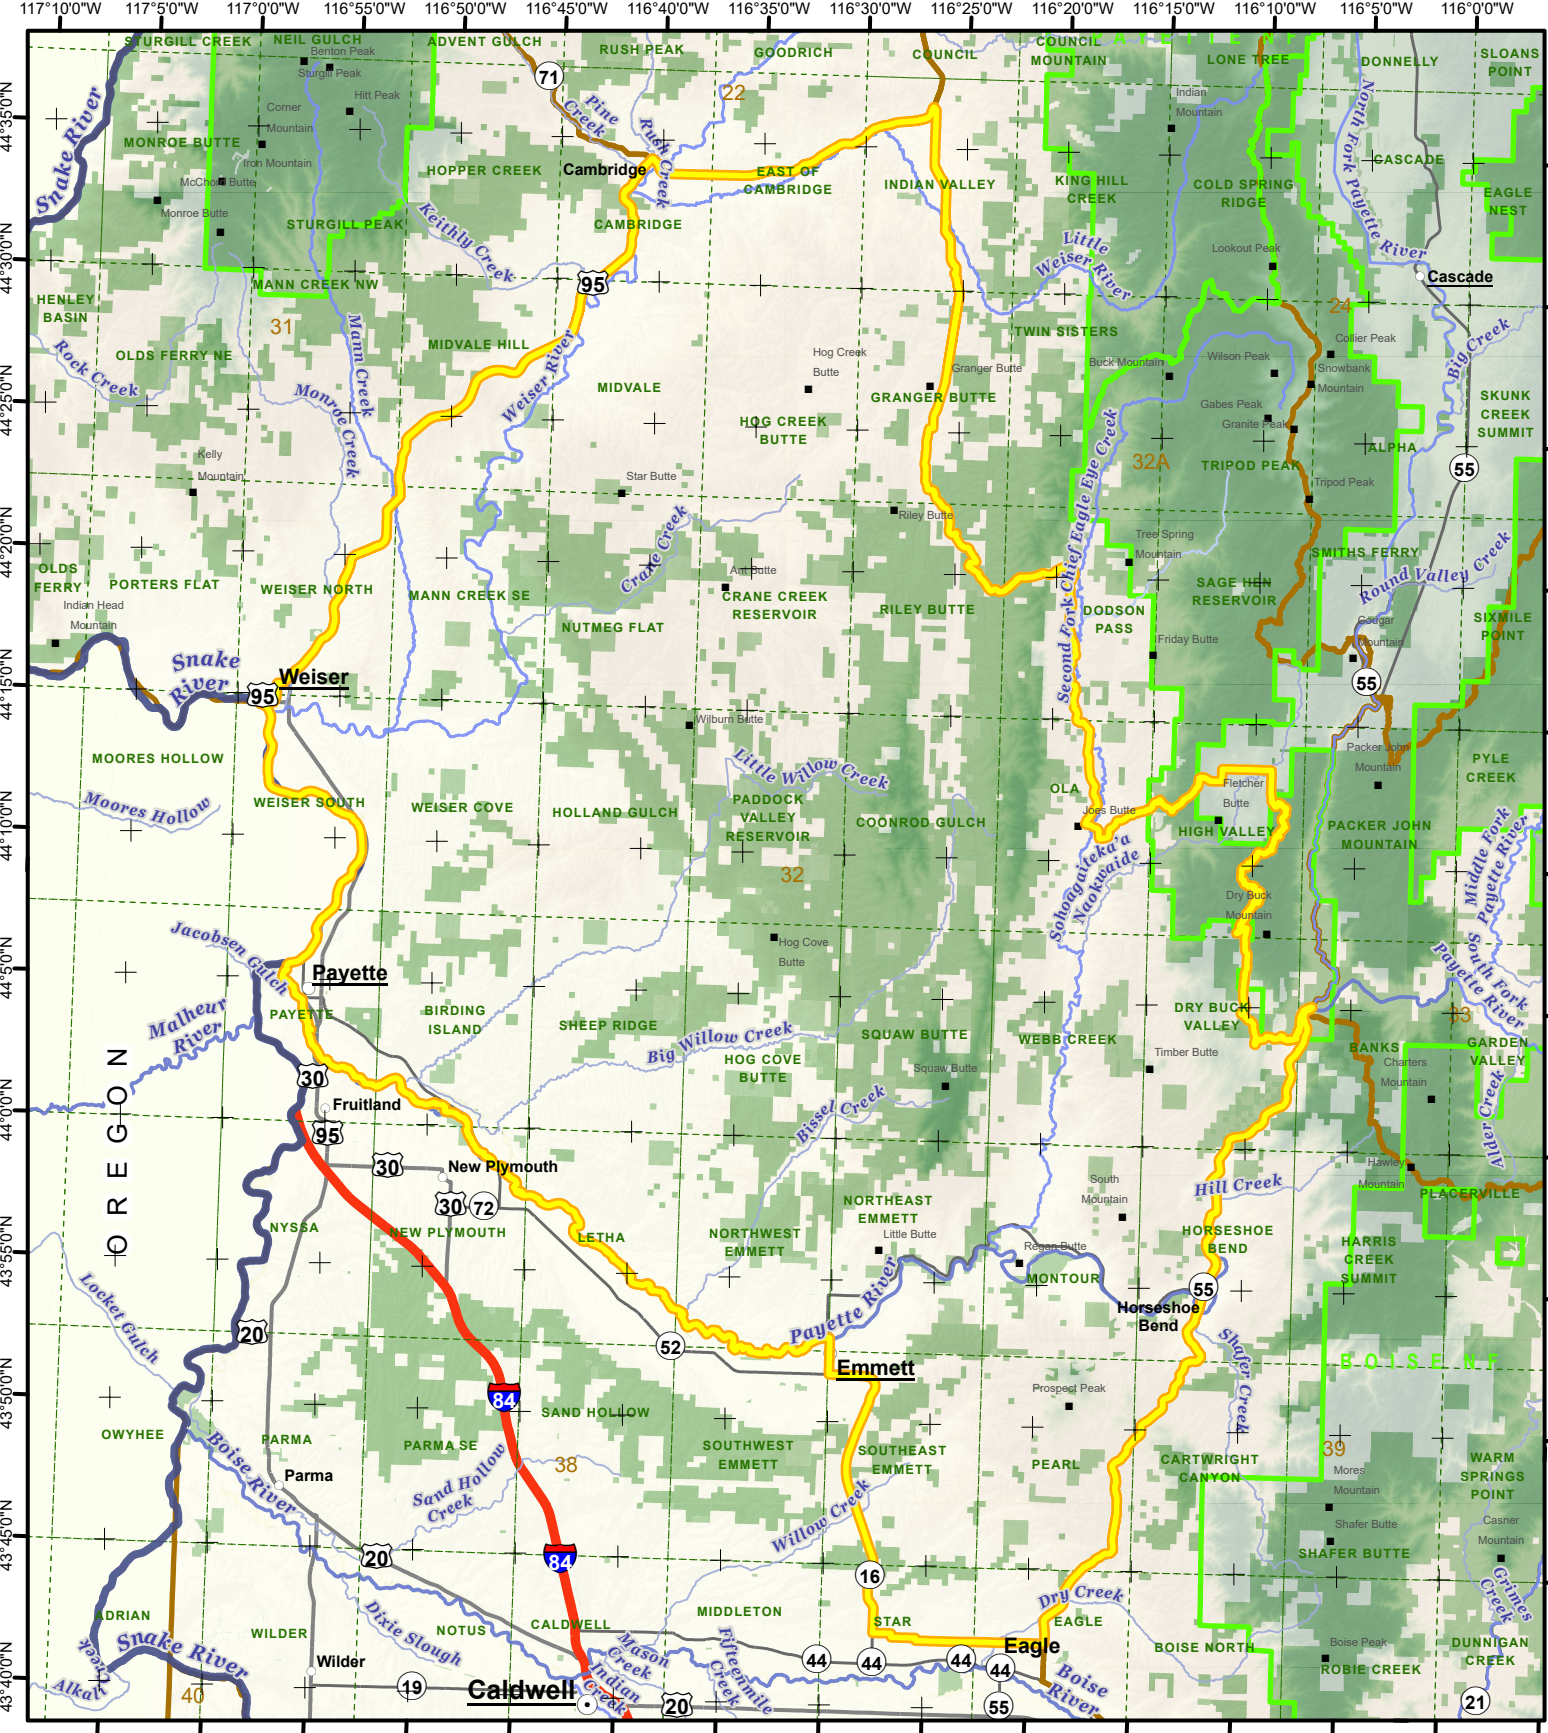 117°10'0"W 117°5'0"W 117°0'0"W 116°55'0"W 116°50'0"W 116°45'0"W 116°40'0"W 116°35'0"W 116°30'0"W 116°25'0"W 116°20'0"W 116°15'0"W 116°10'0"W 116°5'0"W 116°0'0"W
STURGILL CREEK
NEIL GULCH
ADVENT GULCH
RUSH PEAK
GOODRICH
COUNCIL
COUNCIL
MOUNTAIN
PAYETTE NF
LONE TREE
DONNELLY
SLOANS
POINT
Benton Peak
Sturgill Peak
Hitt Peak
Corner
Mountain
Iron Mountain
McChord Butte
Monroe Butte
71
Pine
Creek
Rush Creek
22
Indian
Mountain
North Fork Payette River
44°35'0"N
Snake River
MONROE BUTTE
HOPPER CREEK
Cambridge
EAST OF
CAMBRIDGE
INDIAN VALLEY
KING HILL
CREEK
COLD SPRING
RIDGE
CASCADE
EAGLE
NEST
STURGILL PEAK
Keithly Creek
CAMBRIDGE
Little
Weiser River
Lookout Peak
44°30'0"N
MANN CREEK NW
95
Cascade
HENLEY
BASIN
31
24
OLDS FERRY NE
Rock Creek
Mann Creek
MIDVALE HILL
Weiser River
TWIN SISTERS
Collier Peak
Big Creek
Hog Creek
Butte
Granger Butte
Buck Mountain
Wilson Peak
Snowbank
Mountain
44°25'0"N
Monroe Creek
MIDVALE
GRANGER BUTTE
HOG CREEK
BUTTE
Gabes Peak
Granite Peak
SKUNK
CREEK
SUMMIT
ALPHA
Kelly
Mountain
Star Butte
32A
TRIPOD PEAK
Tripod Peak
55
Second Fork Chief Eagle Eye Creek
Riley Butte
44°20'0"N
Crane Creek
Tree Spring
Mountain
SMITHS FERRY
Round Valley Creek
OLDS
FERRY
PORTERS FLAT
WEISER NORTH
MANN CREEK SE
Ant Butte
CRANE CREEK
RESERVOIR
RILEY BUTTE
DODSON
PASS
SAGE HEN
RESERVOIR
Indian Head
Mountain
NUTMEG FLAT
Friday Butte
Cougar
Mountain
SIXMILE
POINT
44°15'0"N
Snake
River
Weiser
95
55
Wilburn Butte
MOORES HOLLOW
Packer John
Mountain
PYLE
CREEK
Moores Hollow
WEISER SOUTH
WEISER COVE
HOLLAND GULCH
Little Willow Creek
PADDOCK
VALLEY
RESERVOIR
COONROD GULCH
OLA
Joes Butte
Fletcher
Butte
HIGH VALLEY
PACKER JOHN
MOUNTAIN
44°10'0"N
32
Sohoagaiteka'a
Naokwaide
Dry Buck
Mountain
Middle Fork
Payette River
Jacobsen Gulch
Hog Cove
Butte
South Fork
Payette River
44°5'0"N
Payette
PAYETTE
Malheur
River
BIRDING
ISLAND
SHEEP RIDGE
Big Willow Creek
HOG COVE
BUTTE
SQUAW BUTTE
WEBB CREEK
DRY BUCK
VALLEY
Timber Butte
BANKS
33
GARDEN
VALLEY
Charters
Mountain
Squaw Butte
30
Fruitland
95
Bissel Creek
Alder Creek
44°0'0"N
OREGON
30
New Plymouth
30
72
South
Mountain
Hill Creek
Hawley
Mountain
PLACERVILLE
43°55'0"N
NYSSA
NEW PLYMOUTH
LETHA
NORTHWEST
EMMETT
NORTHEAST
EMMETT
Little Butte
Regan Butte
MONTOUR
HORSESHOE
BEND
HARRIS
CREEK
SUMMIT
Locket Gulch
Payette River
55
Horseshoe
Bend
20
52
Emmett
Shafer Creek
BOISE NF
43°50'0"N
84
Prospect Peak
OWYHEE
PARMA
PARMA SE
SAND HOLLOW
SOUTHWEST
EMMETT
SOUTHEAST
EMMETT
PEARL
CARTWRIGHT
CANYON
39
WARM
SPRINGS
POINT
Boise River
Parma
Sand Hollow
Creek
38
Willow Creek
Mores
Mountain
Shafer Butte
SHAFER BUTTE
Casner
Mountain
43°45'0"N
20
84
16
Dry Creek
Grimes
Creek
ADRIAN
WILDER
Dixie Slough
NOTUS
CALDWELL
MIDDLETON
STAR
EAGLE
Eagle
BOISE NORTH
Boise Peak
ROBIE CREEK
DUNNIGAN
CREEK
Snake River
Wilder
Mason
Creek
Fifteenmile
Creek
44
44
44
44
43°40'0"N
Alkali
Creek
40
19
Caldwell
Indian
Creek
20
55
Boise
River
21